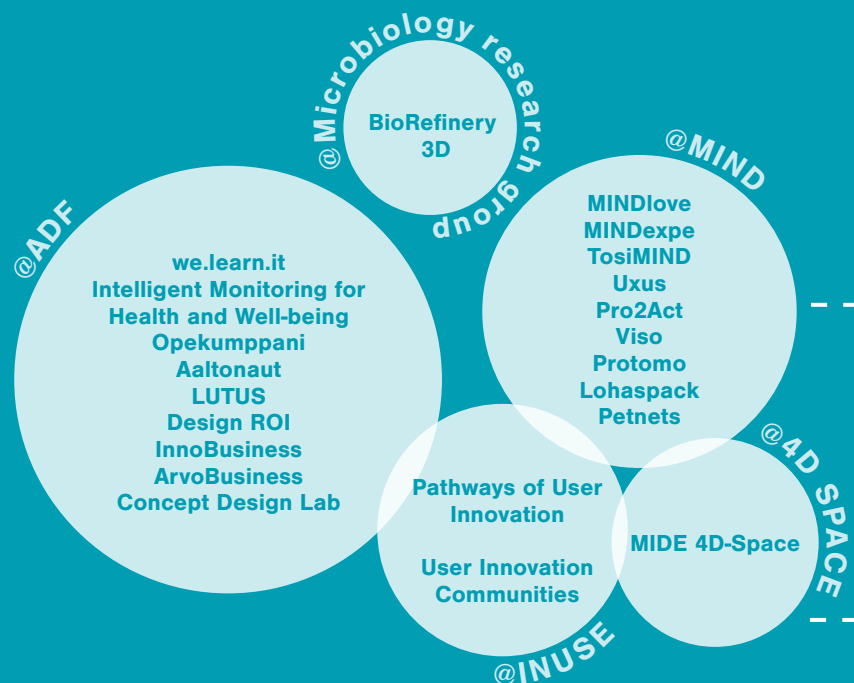 @Microbiology research group
BioRefinery
3D
@ADF
we.learn.it
Intelligent Monitoring for
Health and Well-being
Opekumppani
Aaltonaut
LUTUS
Design ROI
InnoBusiness
ArvoBusiness
Concept Design Lab
@MIND
MINDlove
MINDexpe
TosiMIND
Uxus
Pro2Act
Viso
Protomo
Lohaspack
Petnets
Pathways of User
Innovation
User Innovation
Communities
@INUSE
@4D SPACE
MIDE 4D-Space